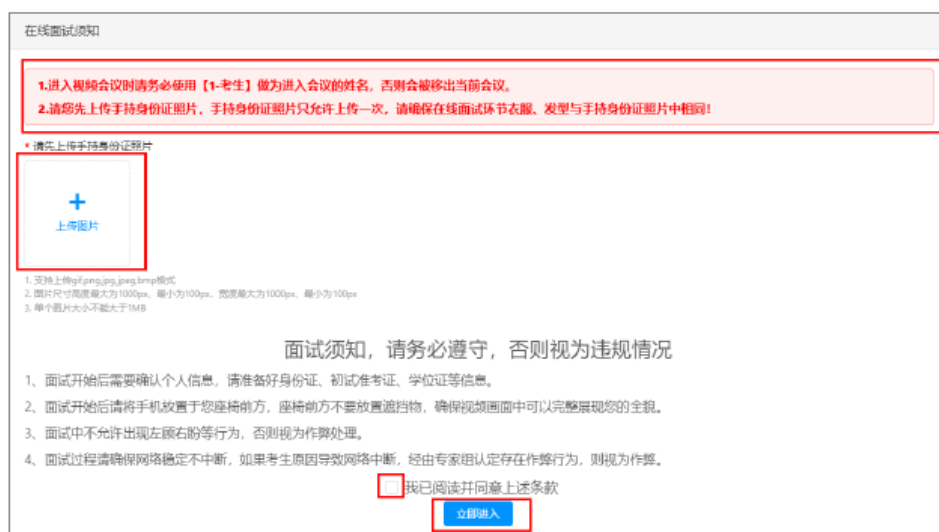 在线面试须知
1.进入视频会议时请务必使用【1-考生】做为进入会议的姓名，否则会被移出当前会议。
2.请您先上传手持身份证照片，手持身份证照片只允许上传一次，请确保在线面试环节衣服、发型与手持身份证照片中相同！
* 请先上传手持身份证照片
+
上传图片
1. 支持上传gif,png,jpg,jpeg,bmp格式
2. 图片尺寸高度最大为1000px、最小为100px，宽度最大为1000px、最小为100px
3. 单个图片大小不能大于1MB
面试须知，请务必遵守，否则视为违规情况
1、面试开始后需要确认个人信息，请准备好身份证、初试准考证、学位证等信息。
2、面试开始后请将手机放置于您座椅前方，座椅前方不要放置遮挡物，确保视频画面中可以完整展现您的全貌。
3、面试中不允许出现左顾右盼等行为，否则视为作弊处理。
4、面试过程请确保网络稳定不中断，如果考生原因导致网络中断，经由专家组认定存在作弊行为，则视为作弊。
我已阅读并同意上述条款
立即进入